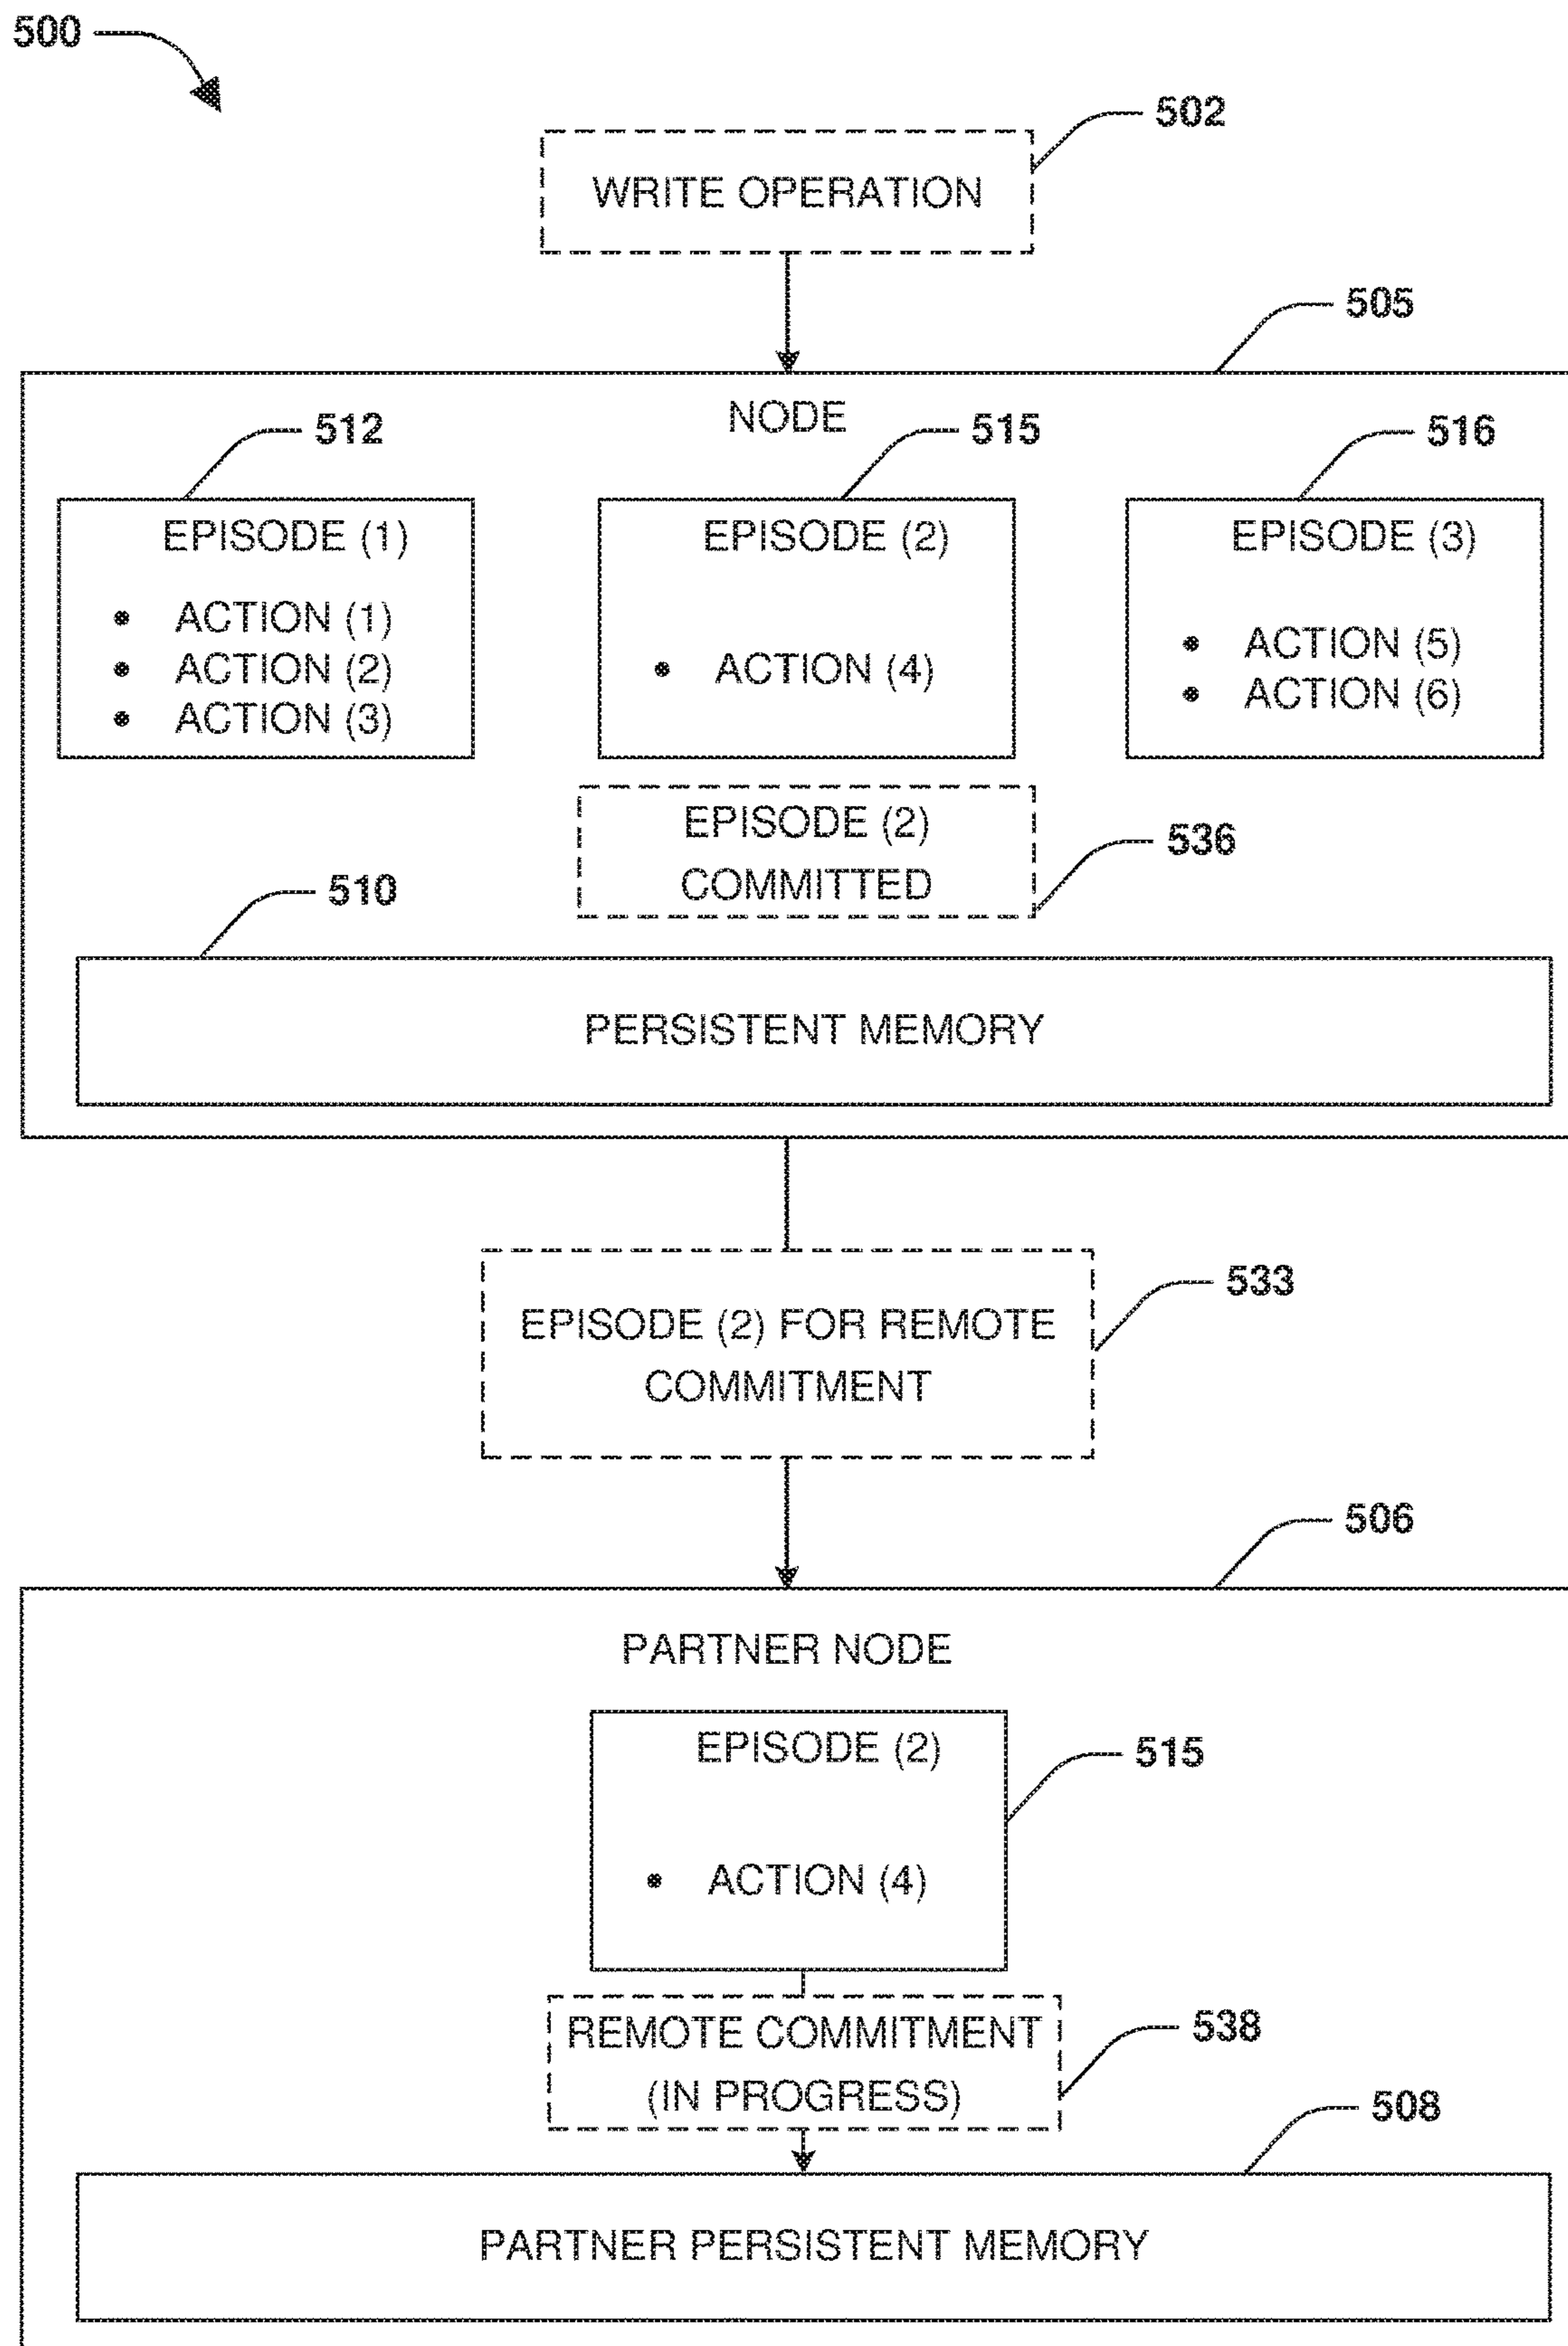 500
502
WRITE OPERATION
505
NODE
512
515
516
EPISODE (1)
• ACTION (1)
• ACTION (2)
• ACTION (3)
EPISODE (2)
• ACTION (4)
EPISODE (3)
• ACTION (5)
• ACTION (6)
EPISODE (2)
COMMITTED
536
510
PERSISTENT MEMORY
533
EPISODE (2) FOR REMOTE
COMMITMENT
506
PARTNER NODE
EPISODE (2)
515
• ACTION (4)
REMOTE COMMITMENT
(IN PROGRESS)
538
508
PARTNER PERSISTENT MEMORY